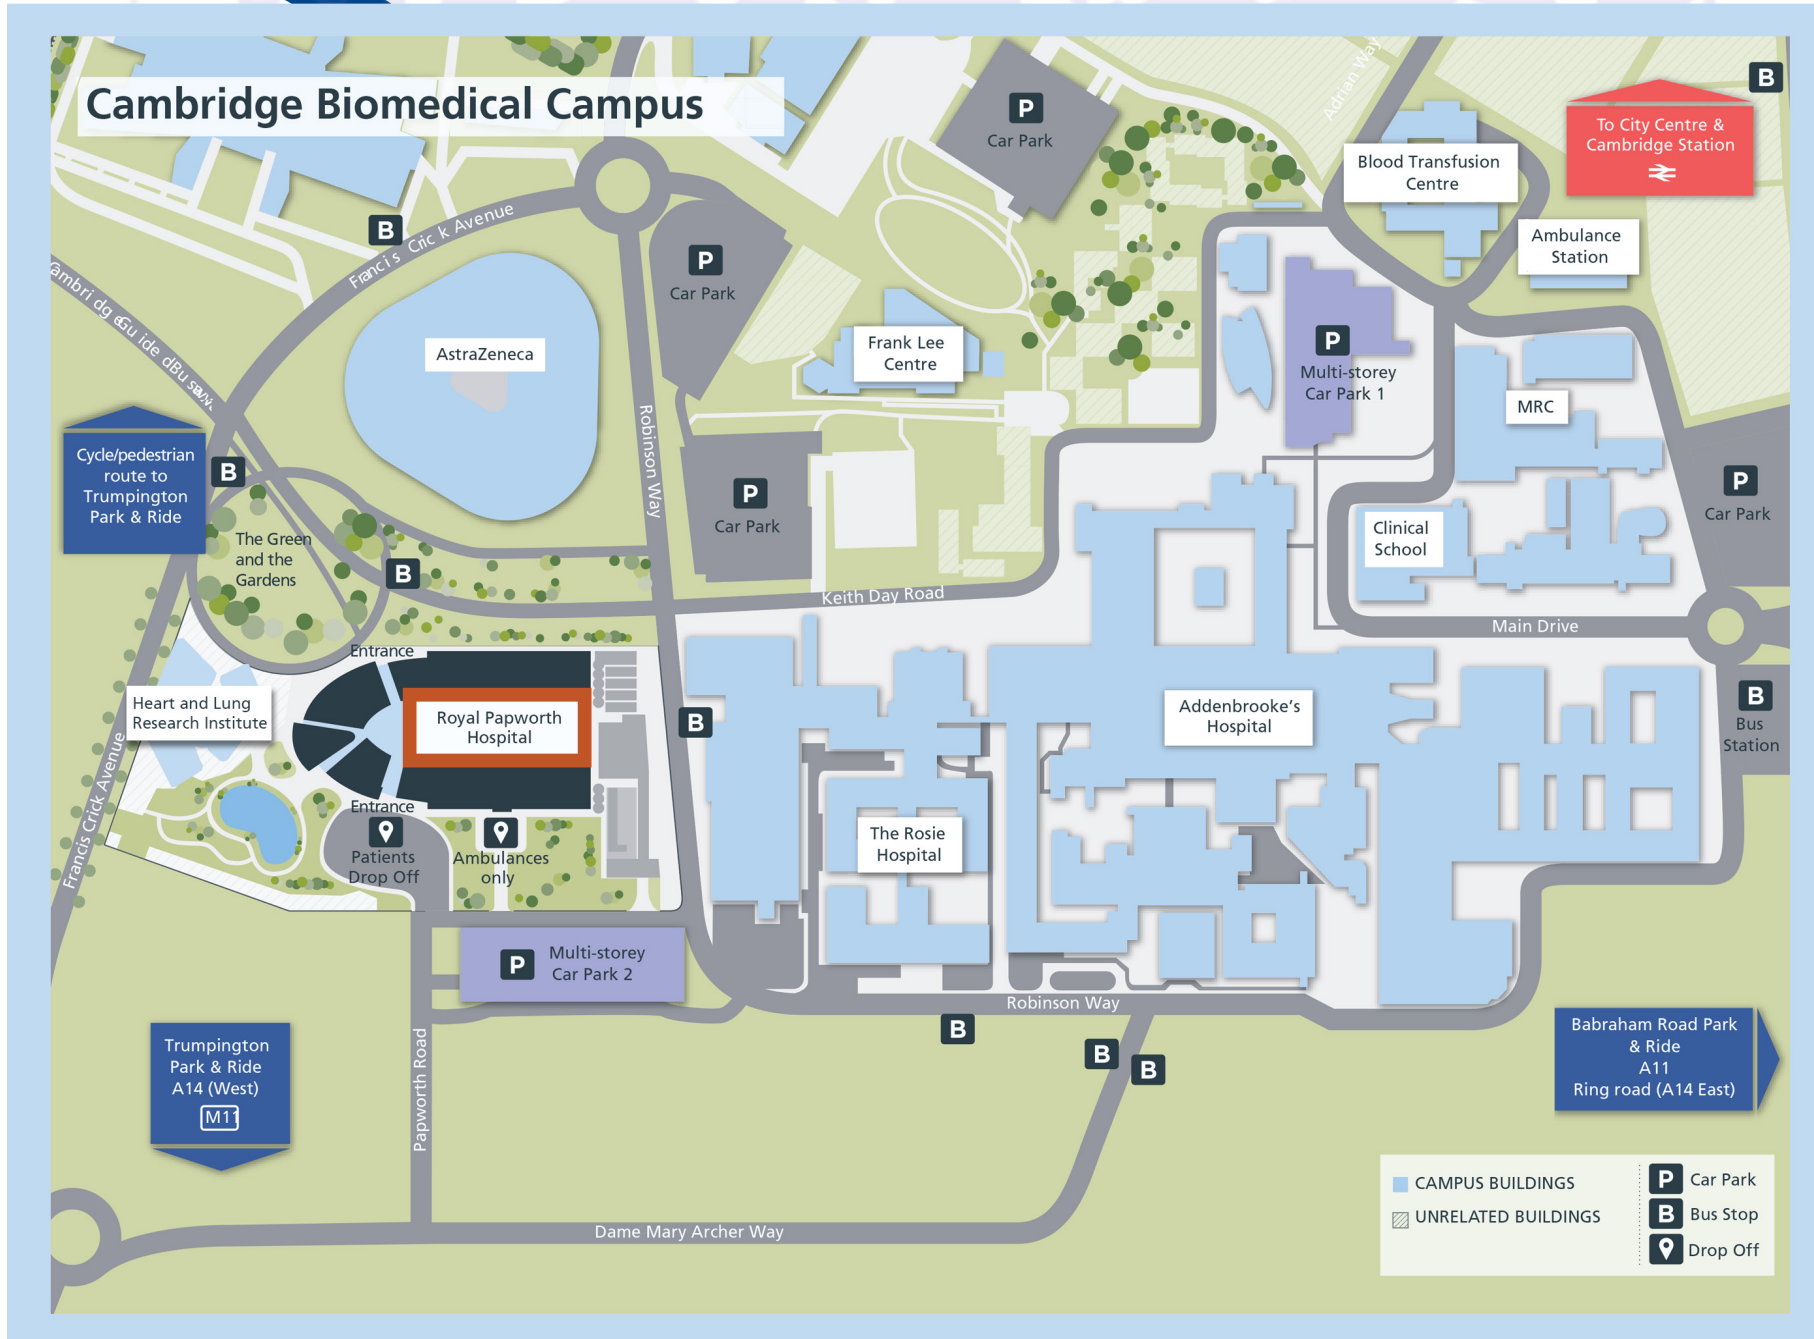 Cambridge Biomedical Campus
B
P
Car Park
Adrian Way
Blood Transfusion
Centre
To City Centre &
Cambridge Station
B
Francis Crick Avenue
Ambulance
Station
P
Car Park
Cambridge Guided Busway
AstraZeneca
Frank Lee
Centre
P
Multi-storey
Car Park 1
MRC
Robinson Way
Cycle/pedestrian
route to
Trumpington
Park & Ride
B
P
Car Park
P
Car Park
Clinical
School
The Green
and the
Gardens
B
Keith Day Road
Main Drive
Entrance
Heart and Lung
Research Institute
Royal Papworth
Hospital
B
Addenbrooke's
Hospital
B
Bus
Station
Francis Crick Avenue
Entrance
Patients
Drop Off
Ambulances
only
The Rosie
Hospital
P
Multi-storey
Car Park 2
Robinson Way
B
B
B
Trumpington
Park & Ride
A14 (West)
M11
Papworth Road
Babraham Road Park
& Ride
A11
Ring road (A14 East)
Dame Mary Archer Way
CAMPUS BUILDINGS
UNRELATED BUILDINGS
P Car Park
B Bus Stop
Drop Off